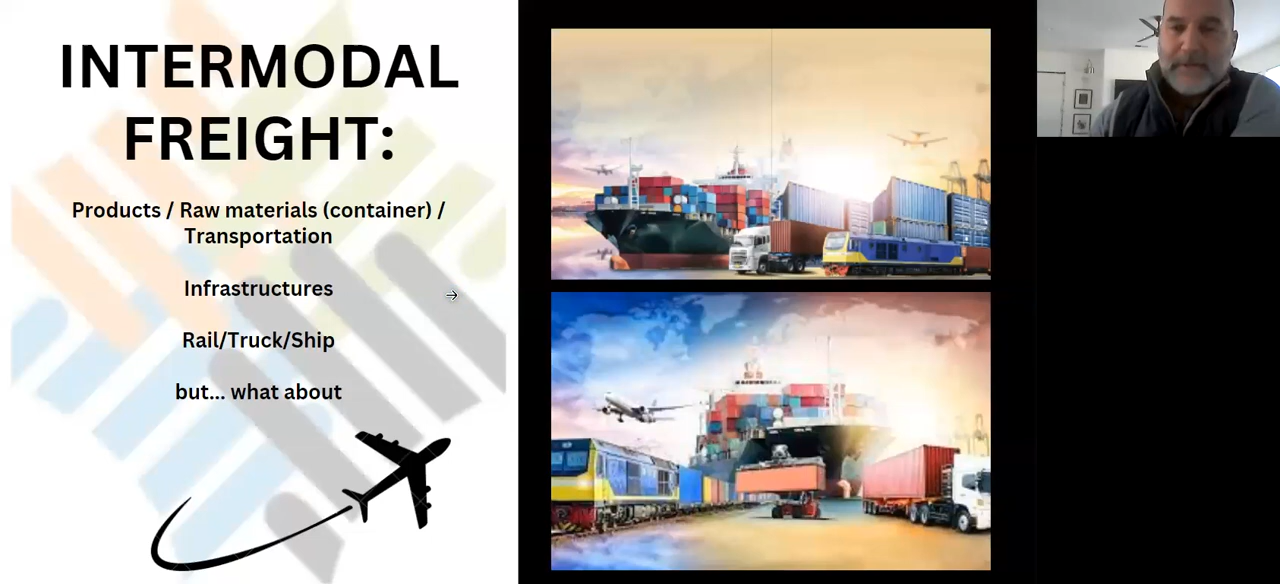 INTERMODAL
FREIGHT:
Products / Raw materials (container) /
Transportation
Infrastructures
Rail/Truck/Ship
but... what about